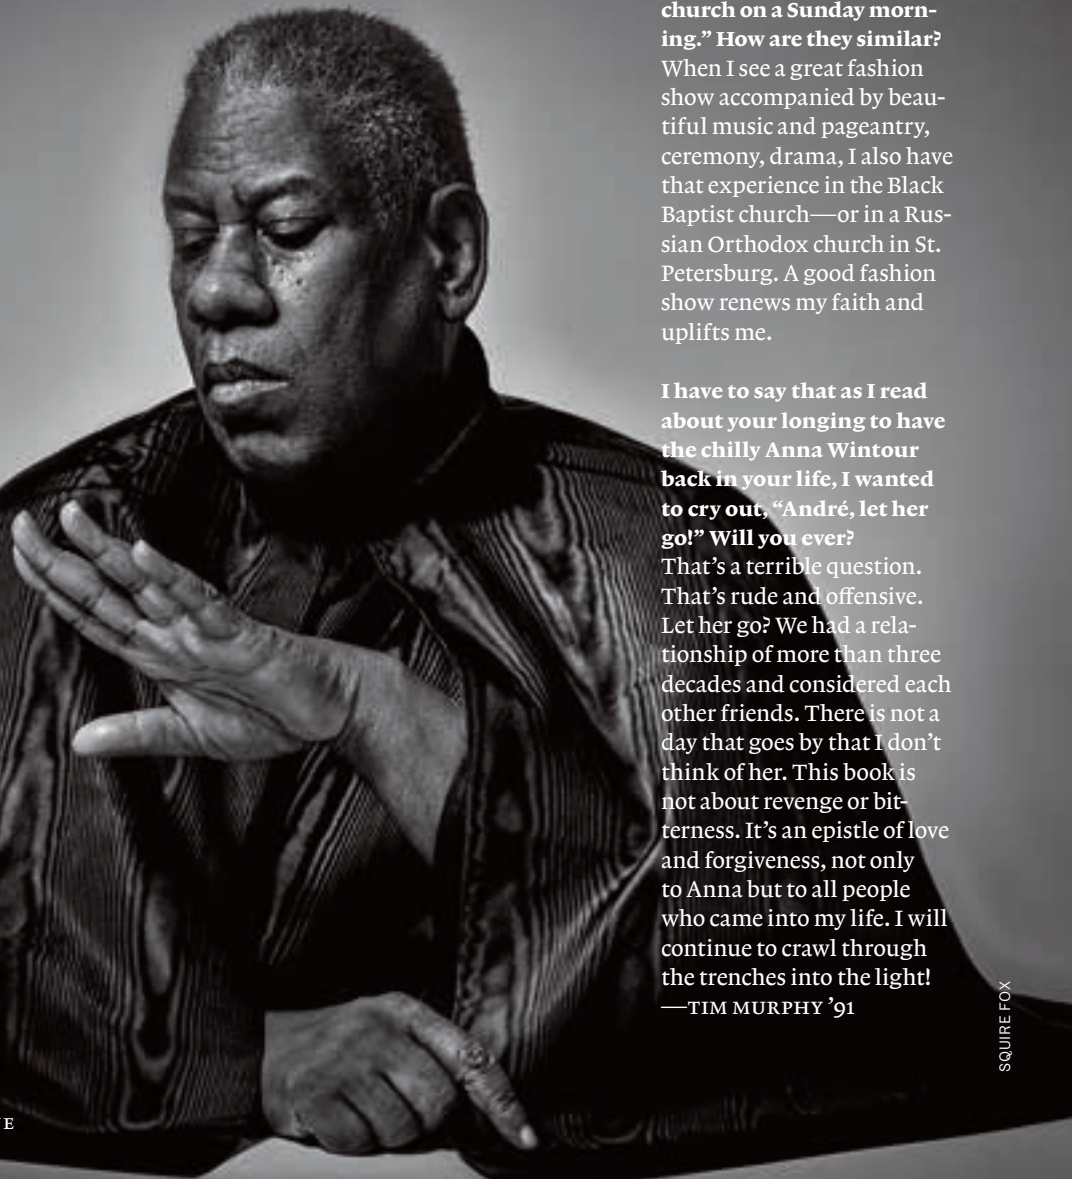 church on a Sunday morn-
ing.” How are they similar?
When I see a great fashion
show accompanied by beau-
tiful music and pageantry,
ceremony, drama, I also have
that experience in the Black
Baptist church—or in a Rus-
sian Orthodox church in St.
Petersburg. A good fashion
show renews my faith and
uplifts me.
I have to say that as I read
about your longing to have
the chilly Anna Wintour
back in your life, I wanted
to cry out, “André, let her
go!” Will you ever?
That’s a terrible question.
That’s rude and offensive.
Let her go? We had a rela-
tionship of more than three
decades and considered each
other friends. There is not a
day that goes by that I don’t
think of her. This book is
not about revenge or bit-
terness. It’s an epistle of love
and forgiveness, not only
to Anna but to all people
who came into my life. I will
continue to crawl through
the trenches into the light!
—TIM MURPHY ’91
SQUIRE FOX